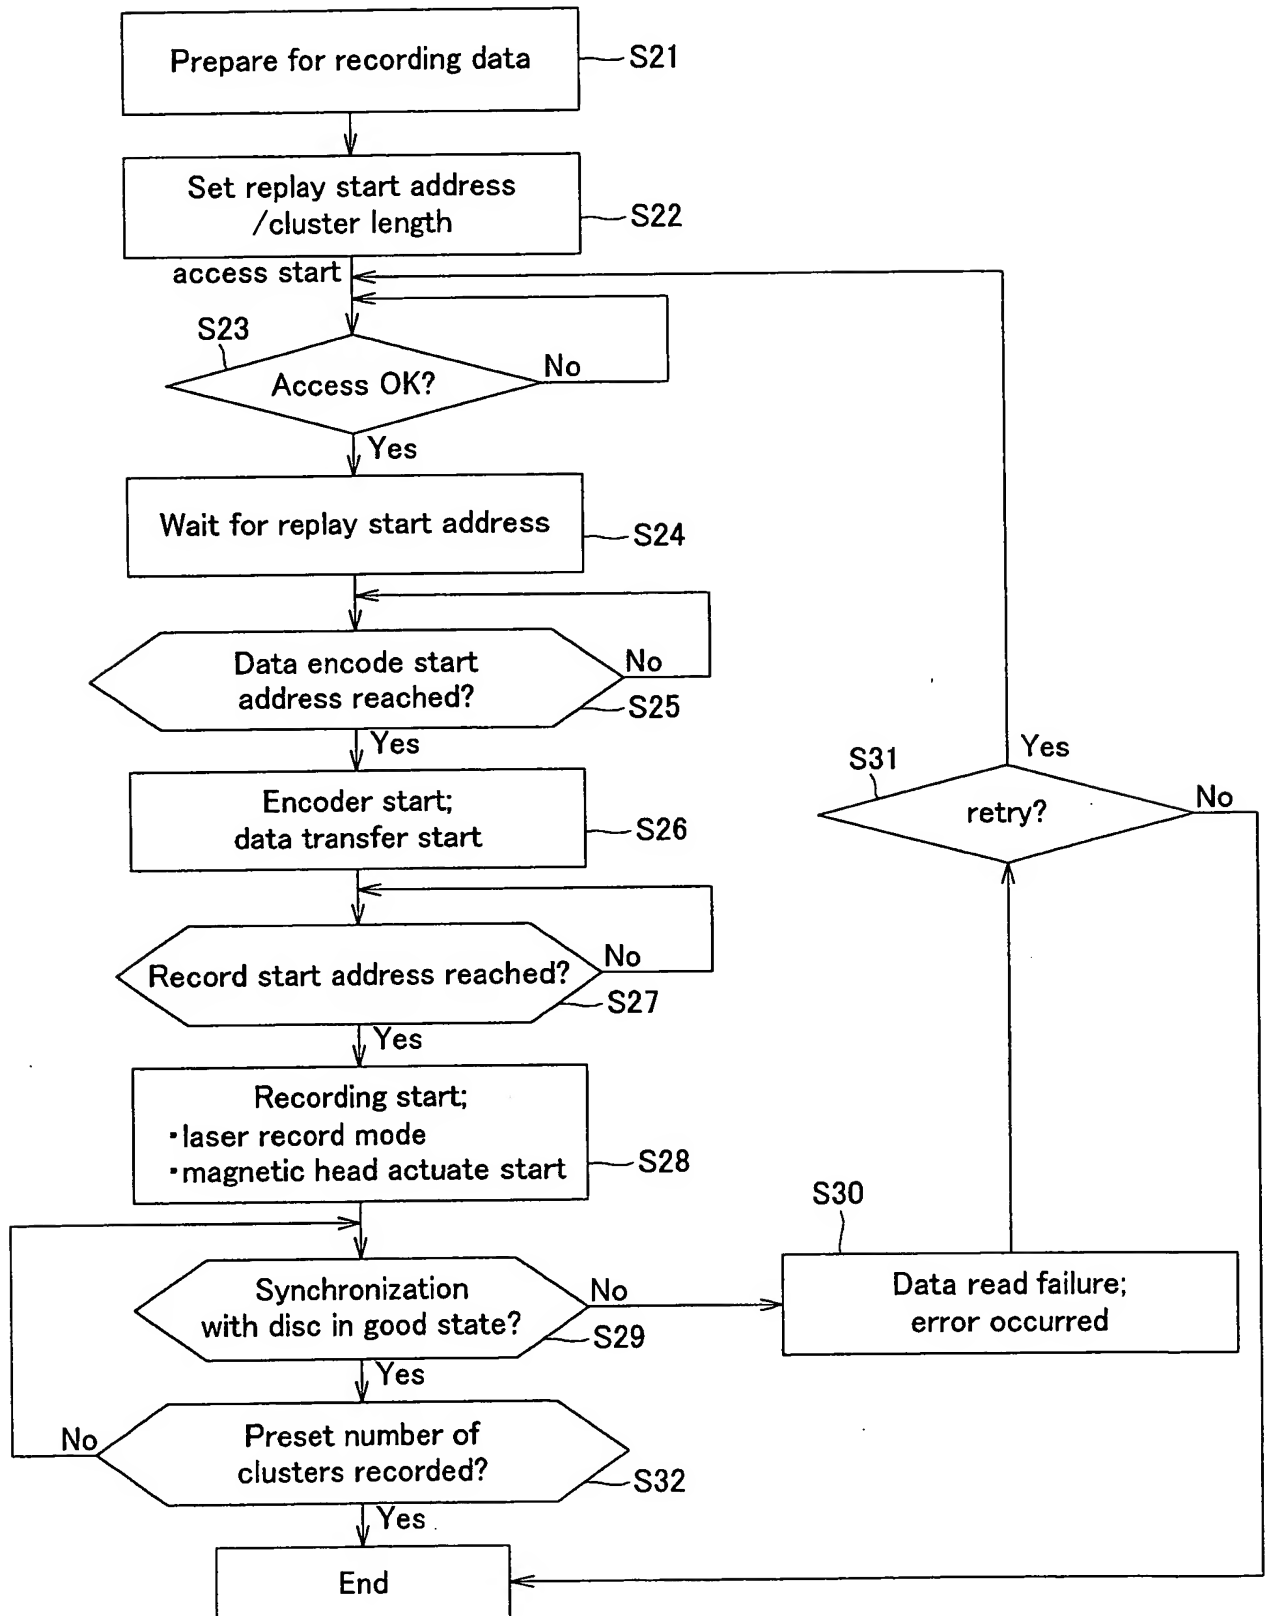 Prepare for recording data
S21
Set replay start address
/cluster length
S22
access start
S23
Access OK?
No
Yes
Wait for replay start address
S24
Data encode start
address reached?
No
S25
Yes
Encoder start;
data transfer start
S26
Record start address reached?
No
S27
Yes
Recording start;
・laser record mode
・magnetic head actuate start
S28
Synchronization
with disc in good state?
No
S29
Yes
S30
Data read failure;
error occurred
S31
retry?
Yes
No
Preset number of
clusters recorded?
No
S32
Yes
End